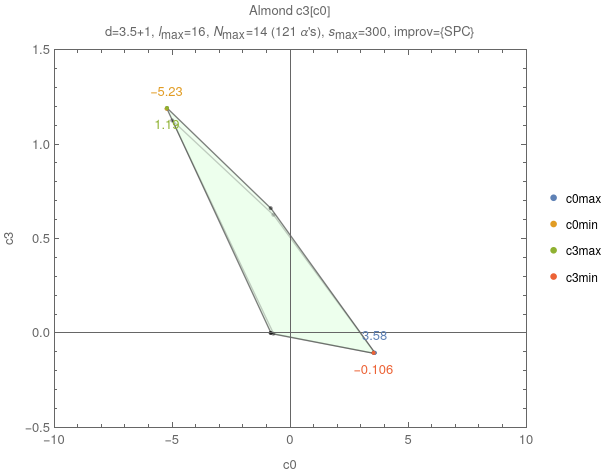 Almond c3[c0]
d=3.5+1, lmax=16, Nmax=14 (121 α's), smax=300, improv={SPC}
1.5
−5.23
1.19
1.0
c0max
c0min
0.5
c3
c3max
c3min
0.0
3.58
−0.106
−0.5
−10
−5
0
5
10
c0